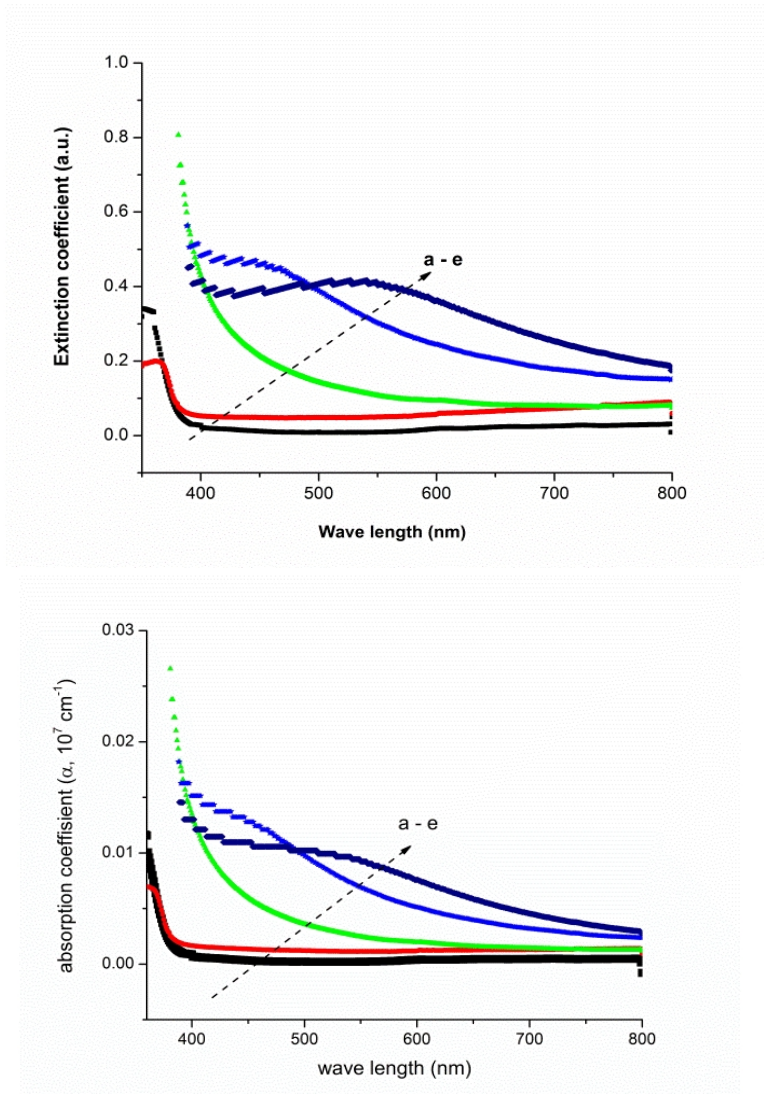 Extinction coefficient (a.u.)
1.0
0.8
0.6
0.4
0.2
0.0
a - e
400 500 600 700 800
Wave length (nm)
absorption coeffisient (α, 10⁷ cm⁻¹)
0.03
0.02
0.01
0.00
a - e
400 500 600 700 800
wave length (nm)